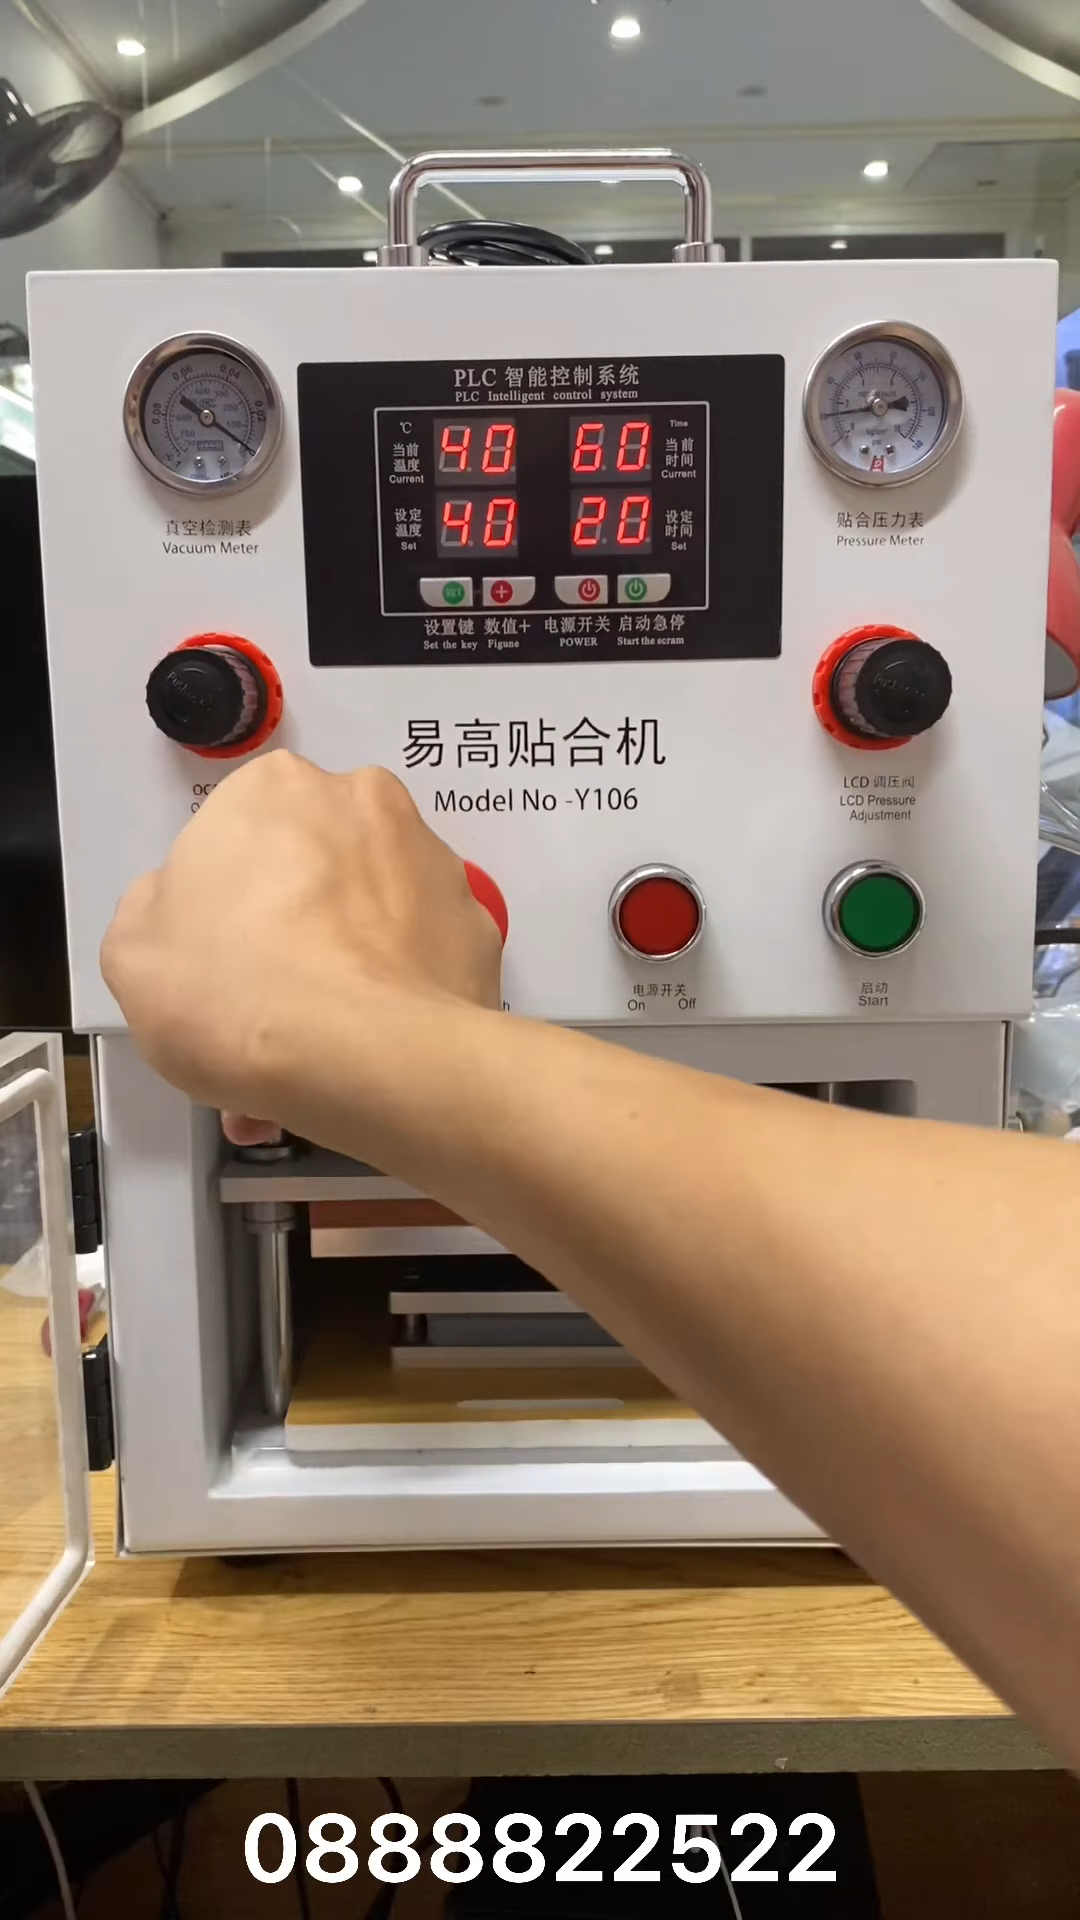 PLC 智能控制系统
PLC Intelligent control system
℃
当前
温度
Current
40
60
Time
当前
时间
Current
设定
温度
Set
40
20
设定
时间
Set
SET
设置键 数值+ 电源开关 启动急停
Set the key Figune POWER Start the scram
真空检测表
Vacuum Meter
贴合压力表
Pressure Meter
易高贴合机
Model No -Y106
LCD 调压阀
LCD Pressure
Adjustment
电源开关
On Off
启动
Start
0888822522